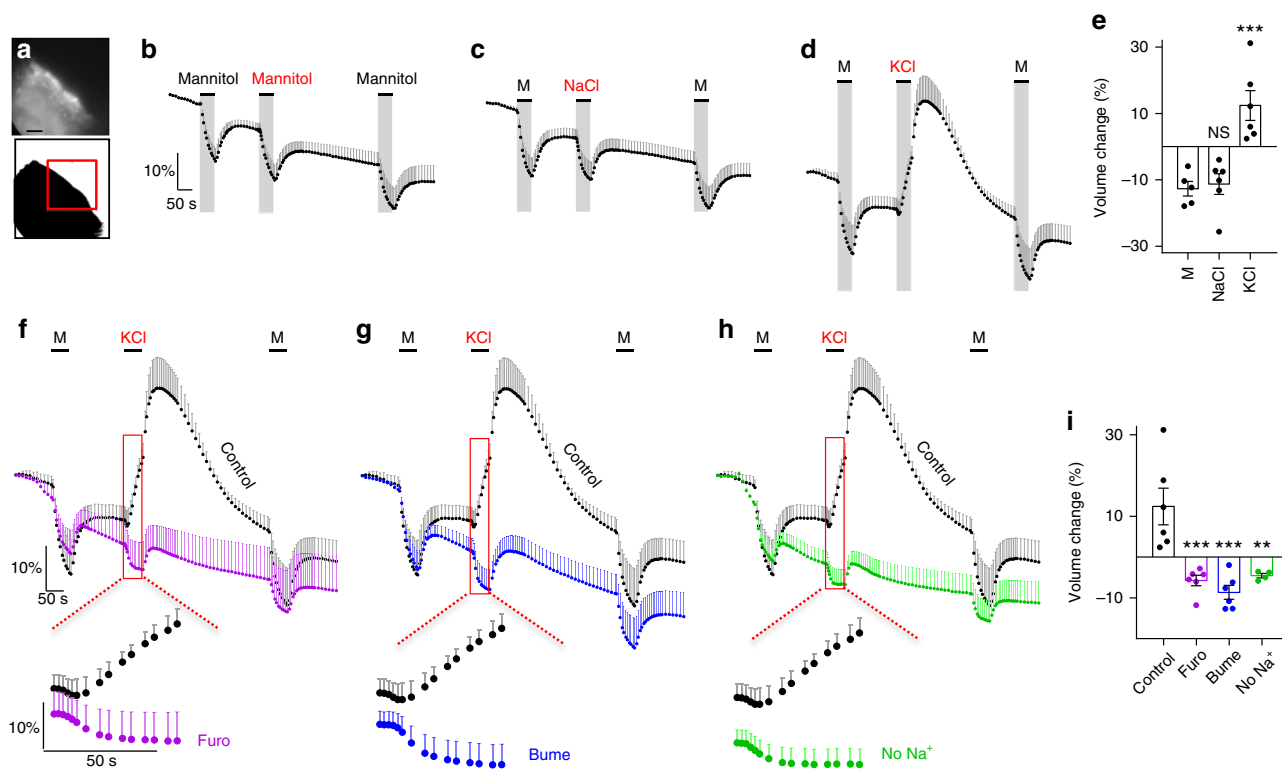 a
b
Mannitol Mannitol Mannitol
10%
50 s
c
M NaCl M
d
M KCl M
e
***
NS
Volume change (%)
30
10
–10
–30
M
NaCl
KCl
f
M KCl M
Control
10%
50 s
10%
50 s
Furo
g
M KCl M
Control
Bume
h
M KCl M
Control
No Na⁺
i
Volume change (%)
30
10
–10
*** *** **
Control
Furo
Bume
No Na⁺